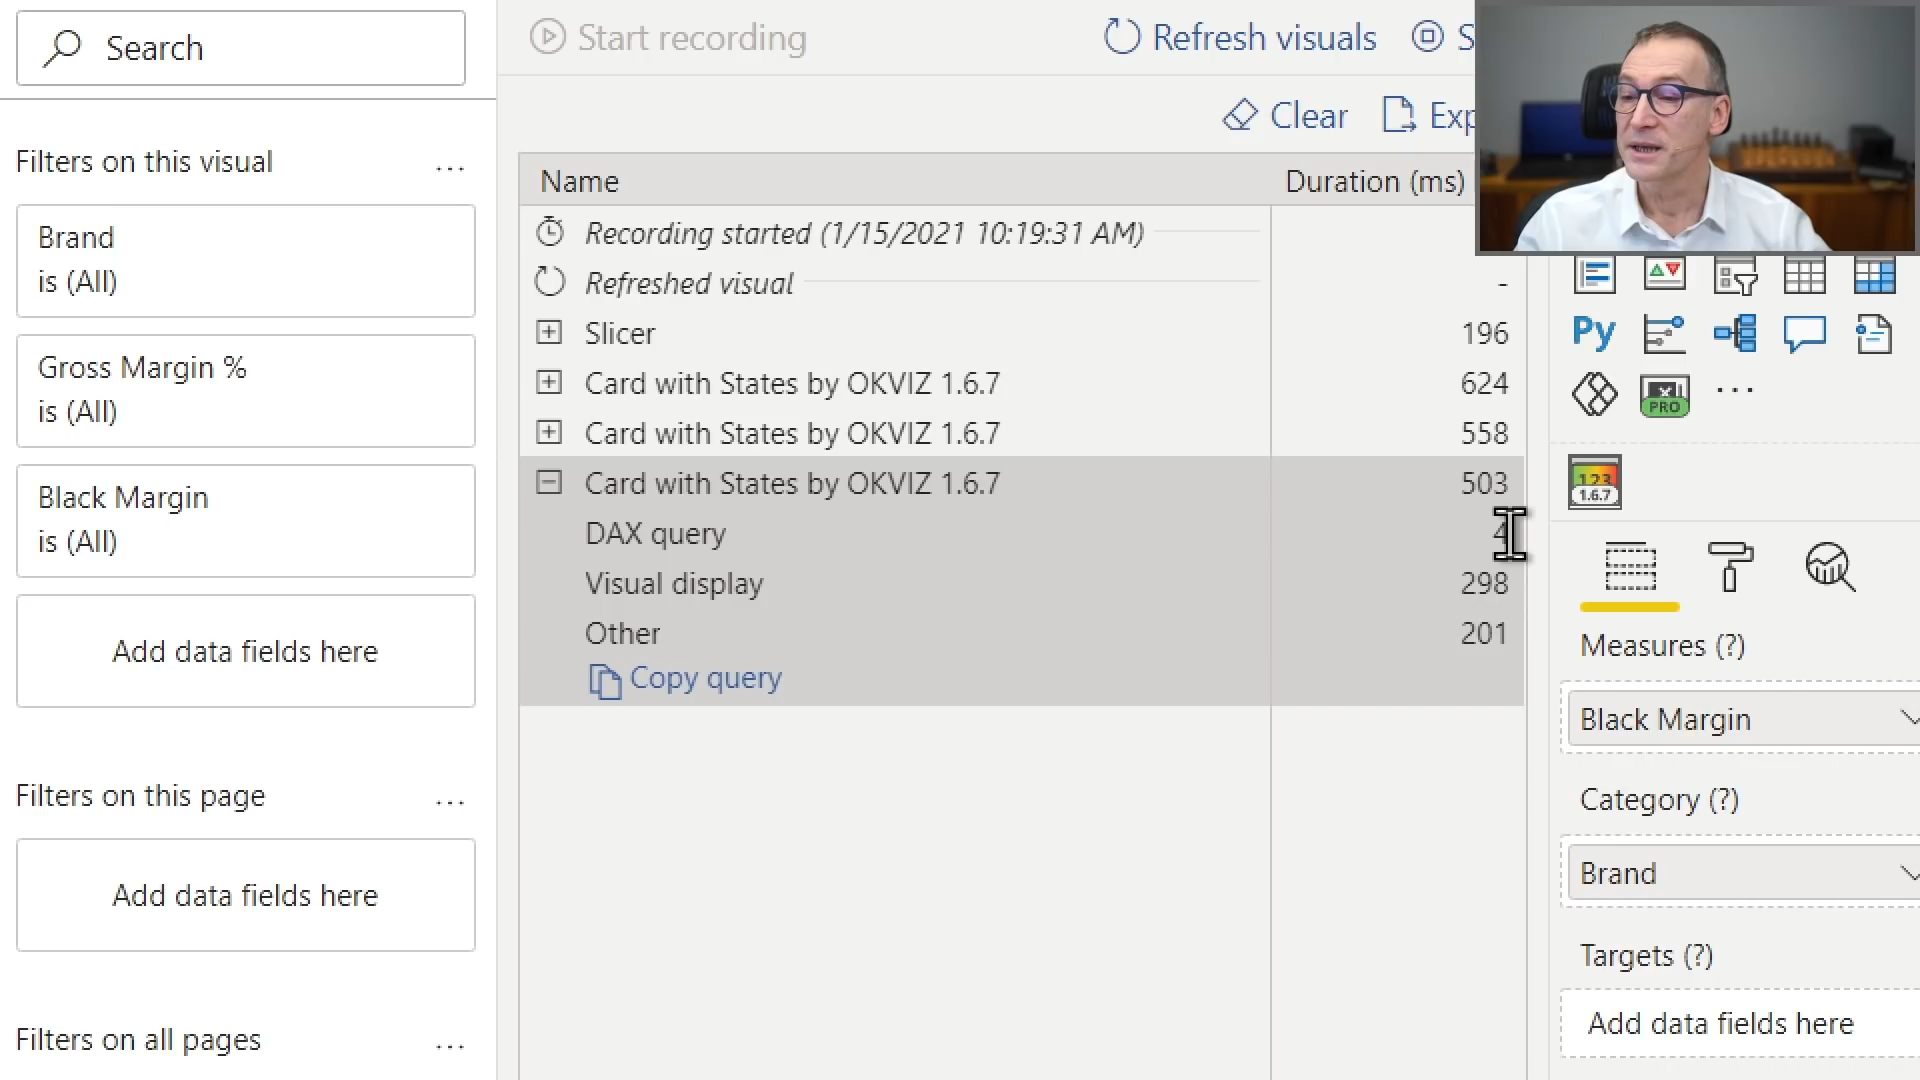 Search
Start recording
Refresh visuals
Clear
Filters on this visual
...
Name
Duration (ms)
Brand
is (All)
Recording started (1/15/2021 10:19:31 AM)
Refreshed visual
-
Slicer
196
Gross Margin %
is (All)
Card with States by OKVIZ 1.6.7
624
Card with States by OKVIZ 1.6.7
558
Card with States by OKVIZ 1.6.7
503
Black Margin
is (All)
DAX query
4
Visual display
298
Other
201
Copy query
Add data fields here
Filters on this page
...
Add data fields here
Filters on all pages
...
Py
PRO
...
123
1.6.7
Measures (?)
Black Margin
Category (?)
Brand
Targets (?)
Add data fields here